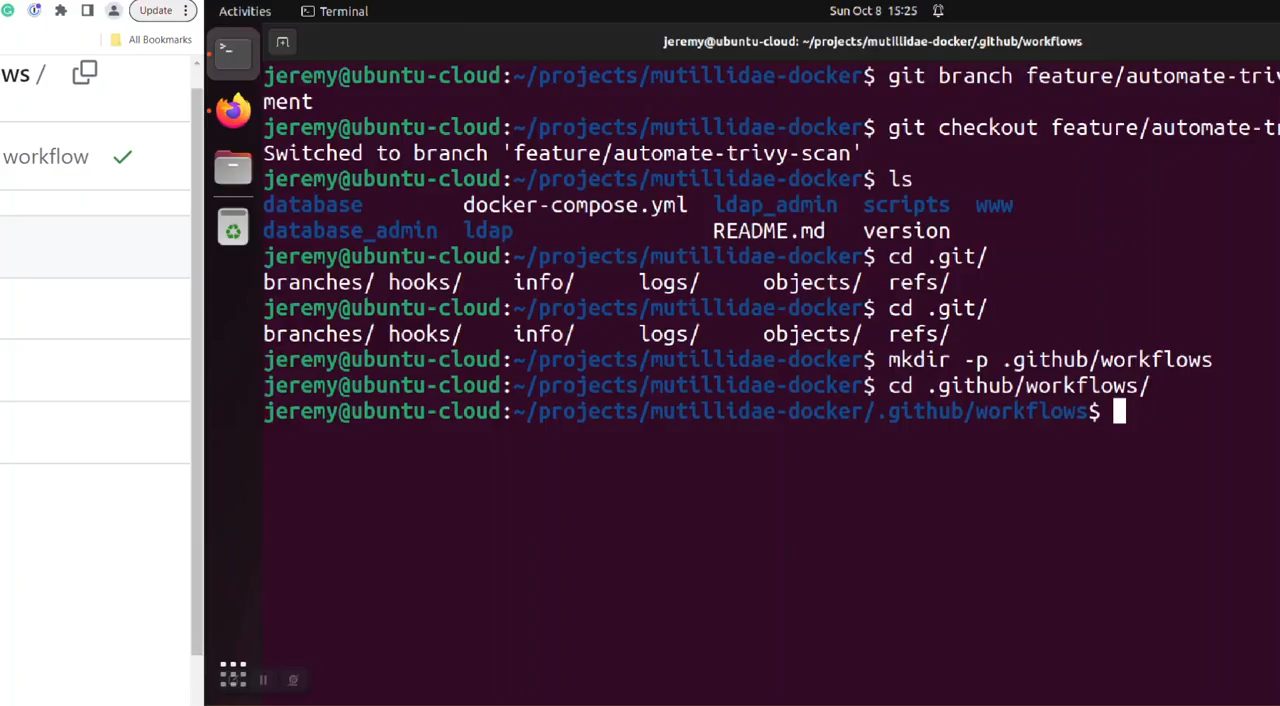 Update
All Bookmarks
ws /
workflow
Activities
Terminal
Sun Oct 8 15:25
jeremy@ubuntu-cloud: ~/projects/mutillidae-docker/.github/workflows
jeremy@ubuntu-cloud:~/projects/mutillidae-docker$ git branch feature/automate-triv
ment
jeremy@ubuntu-cloud:~/projects/mutillidae-docker$ git checkout feature/automate-t
Switched to branch 'feature/automate-trivy-scan'
jeremy@ubuntu-cloud:~/projects/mutillidae-docker$ ls
database docker-compose.yml ldap_admin scripts www
database_admin ldap README.md version
jeremy@ubuntu-cloud:~/projects/mutillidae-docker$ cd .git/
branches/ hooks/ info/ logs/ objects/ refs/
jeremy@ubuntu-cloud:~/projects/mutillidae-docker$ cd .git/
branches/ hooks/ info/ logs/ objects/ refs/
jeremy@ubuntu-cloud:~/projects/mutillidae-docker$ mkdir -p .github/workflows
jeremy@ubuntu-cloud:~/projects/mutillidae-docker$ cd .github/workflows/
jeremy@ubuntu-cloud:~/projects/mutillidae-docker/.github/workflows$